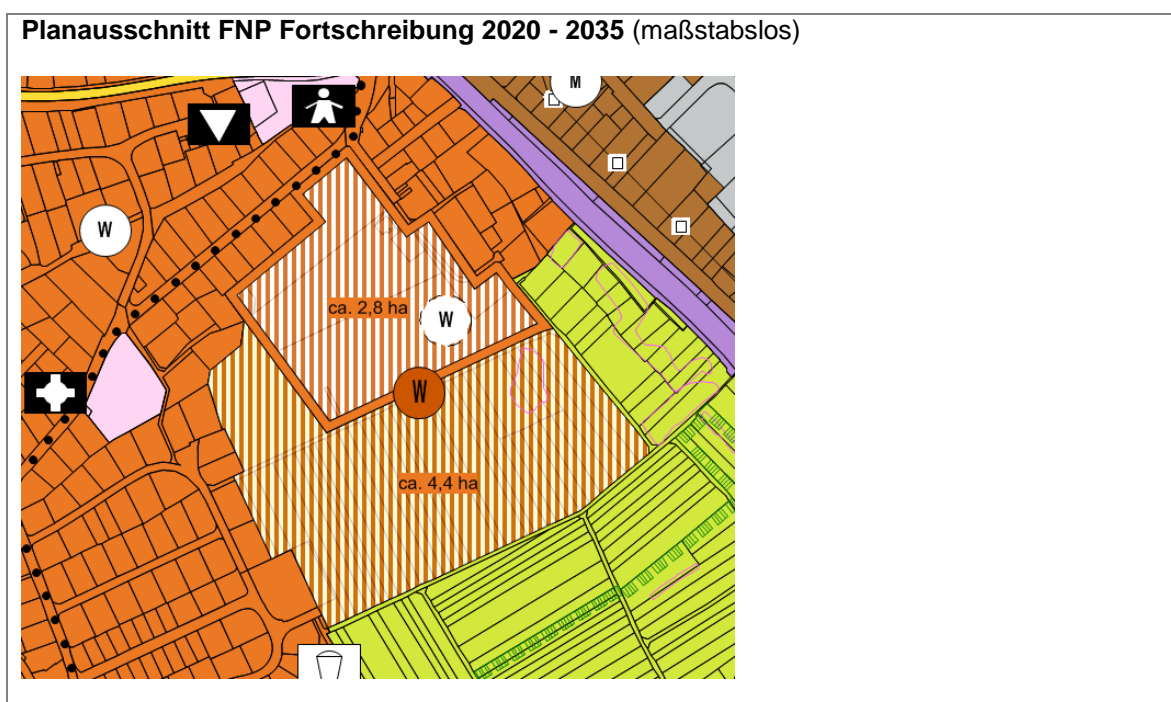 Planausschnitt FNP Fortschreibung 2020 - 2035 (maßstabslos)
M
W
ca. 2,8 ha
W
W
ca. 4,4 ha